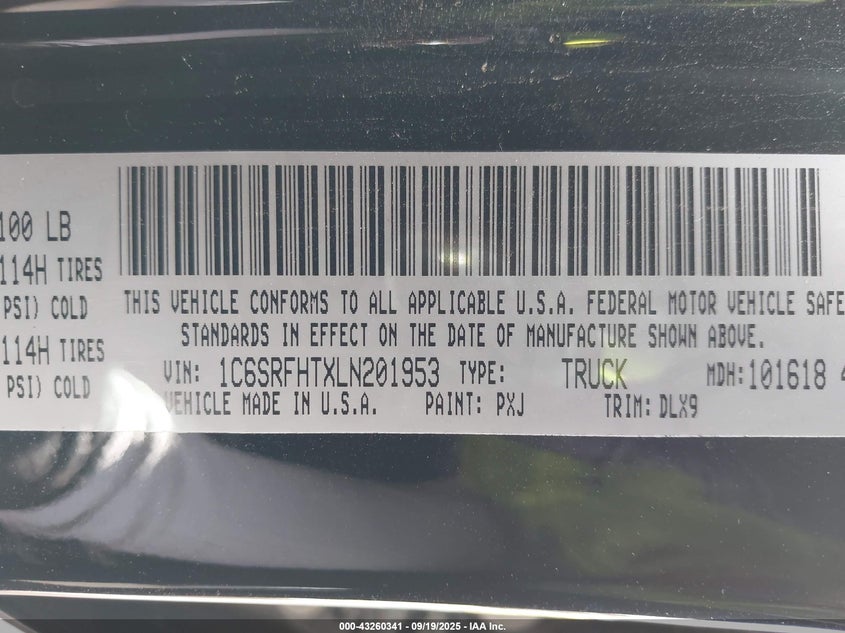 100 LB
114H TIRES
PSI) COLD
114H TIRES
PSI) COLD
THIS VEHICLE CONFORMS TO ALL APPLICABLE U.S.A. FEDERAL MOTOR VEHICLE SAFE
STANDARDS IN EFFECT ON THE DATE OF MANUFACTURE SHOWN ABOVE.
VIN: 1C6SRFHTXLN201953 TYPE: TRUCK MDH:101618 4
VEHICLE MADE IN U.S.A. PAINT: PXJ TRIM: DLX9
000-43260341 - 09/19/2025 - IAA Inc.